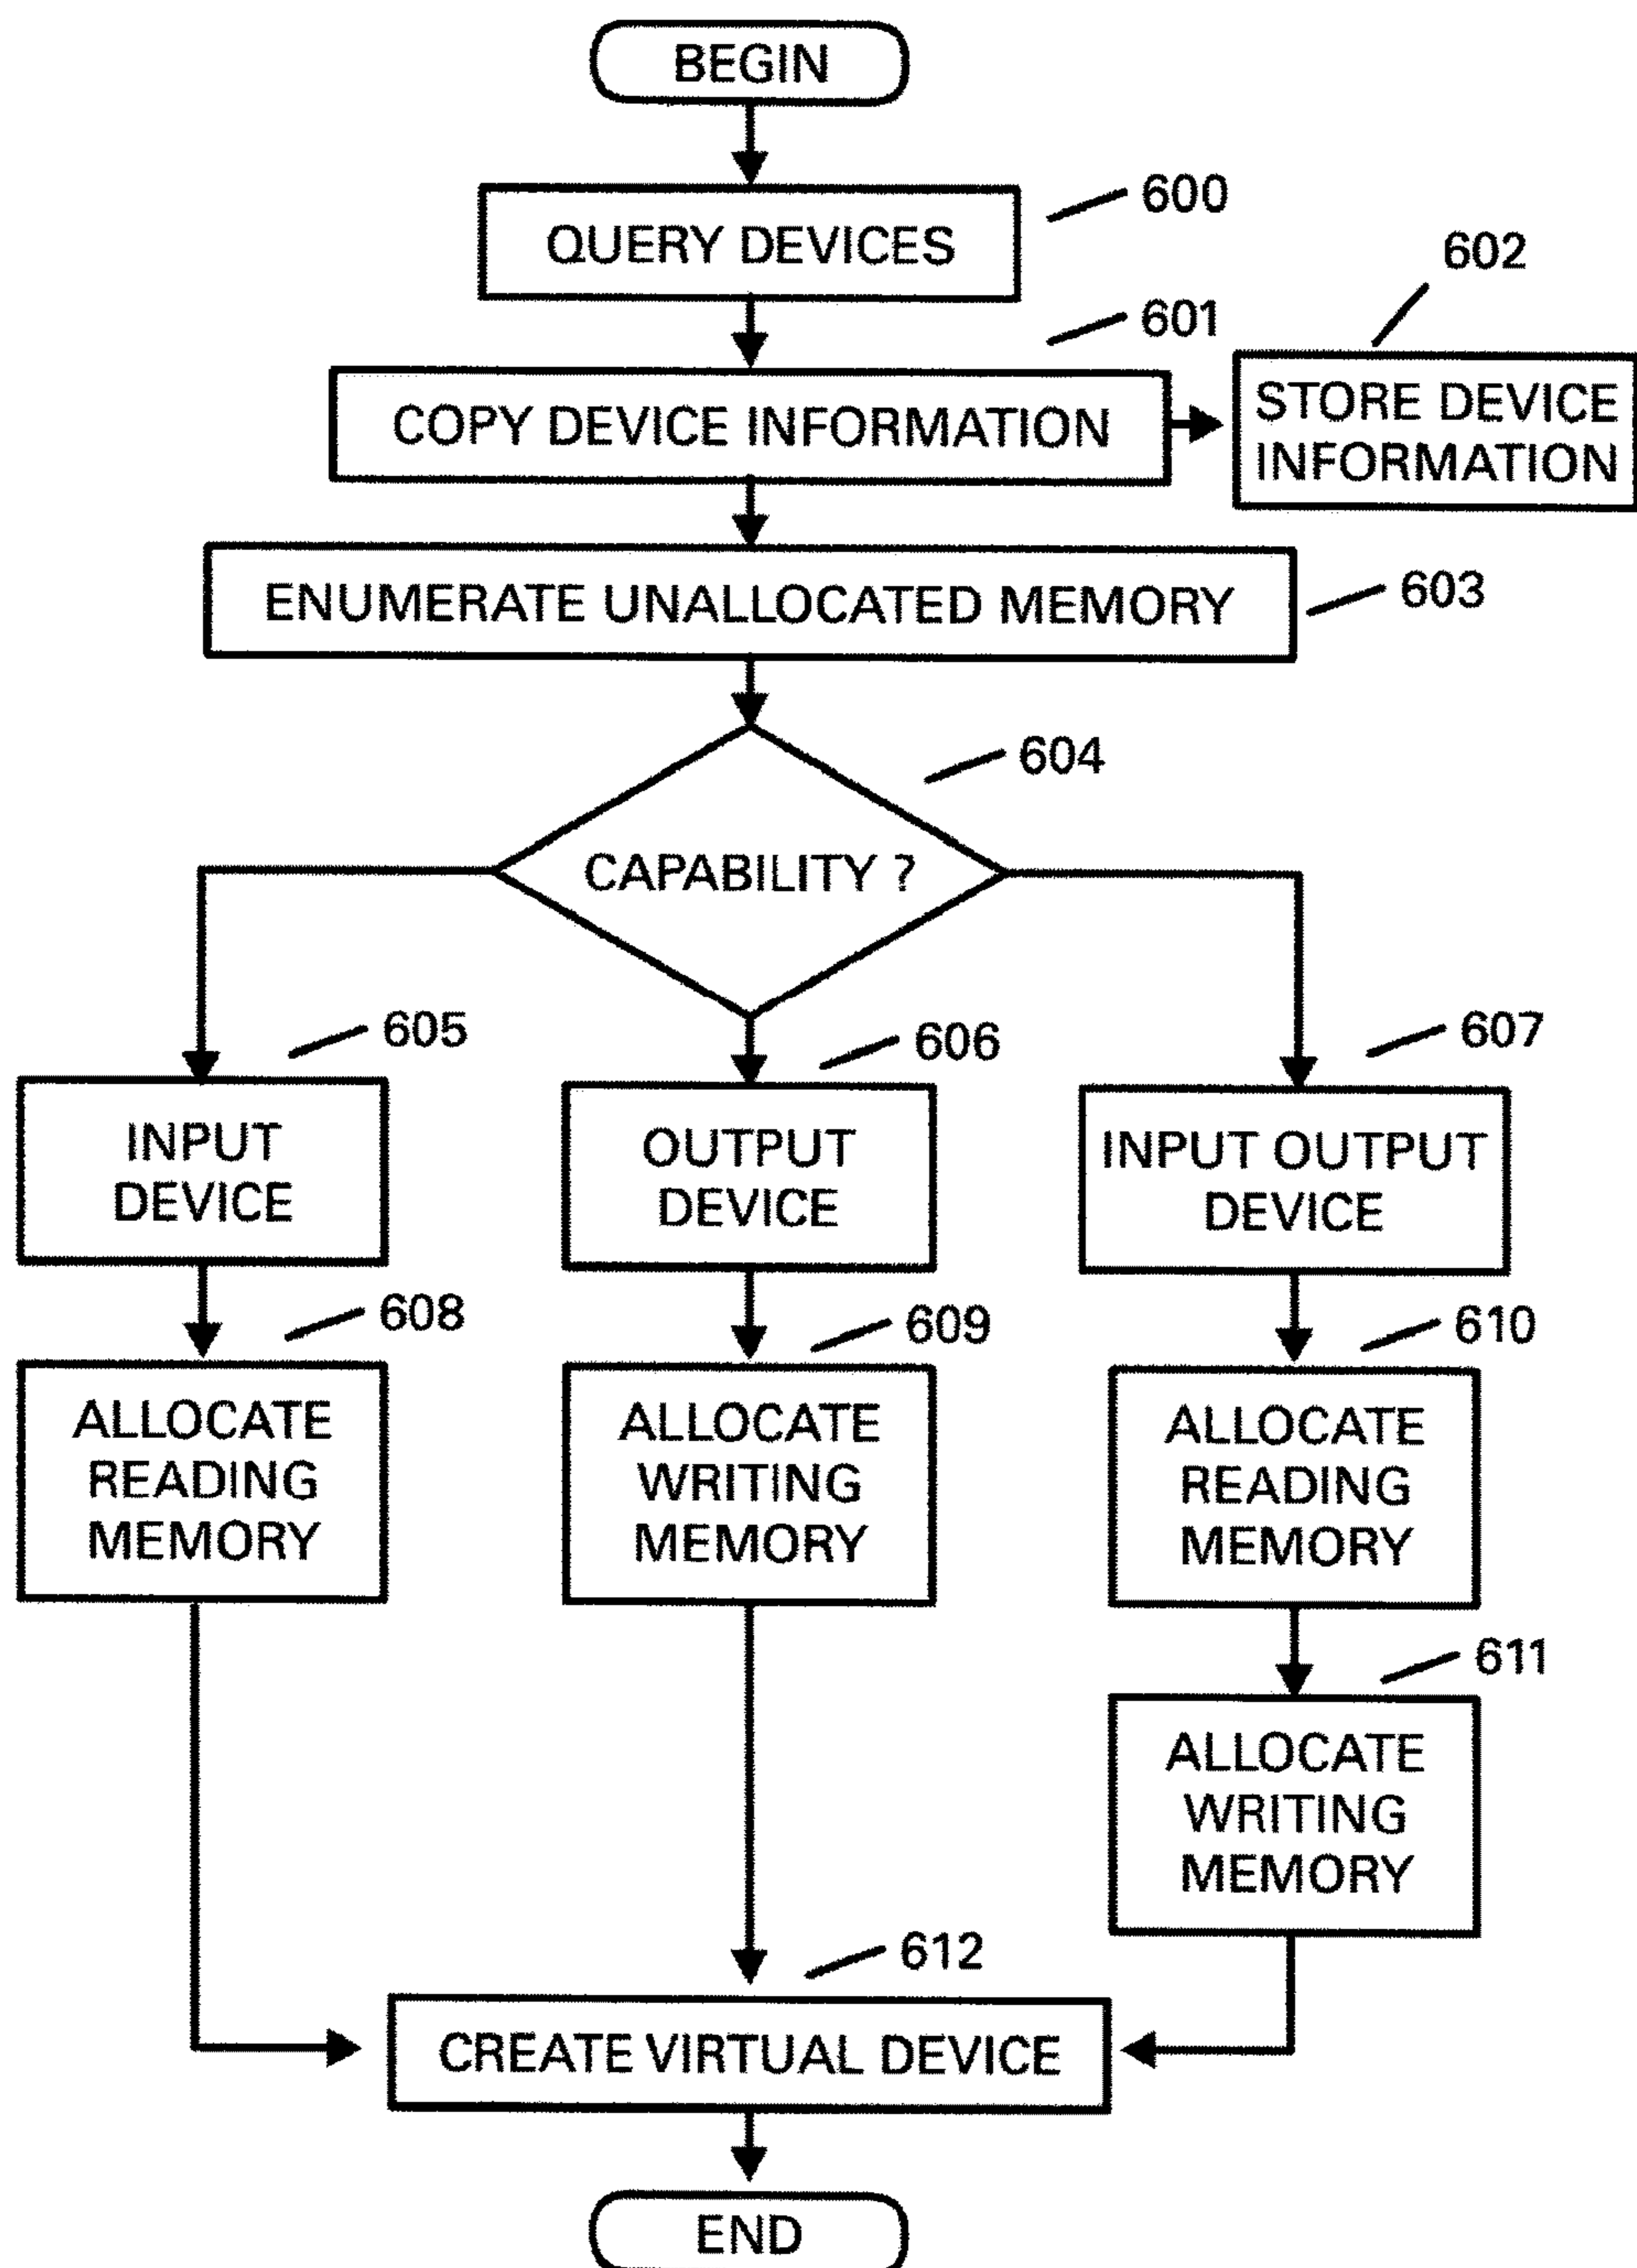 BEGIN
600
QUERY DEVICES
602
601
COPY DEVICE INFORMATION
STORE DEVICE
INFORMATION
ENUMERATE UNALLOCATED MEMORY
603
604
CAPABILITY ?
605
606
607
INPUT
DEVICE
OUTPUT
DEVICE
INPUT OUTPUT
DEVICE
608
609
610
ALLOCATE
READING
MEMORY
ALLOCATE
WRITING
MEMORY
ALLOCATE
READING
MEMORY
611
ALLOCATE
WRITING
MEMORY
612
CREATE VIRTUAL DEVICE
END